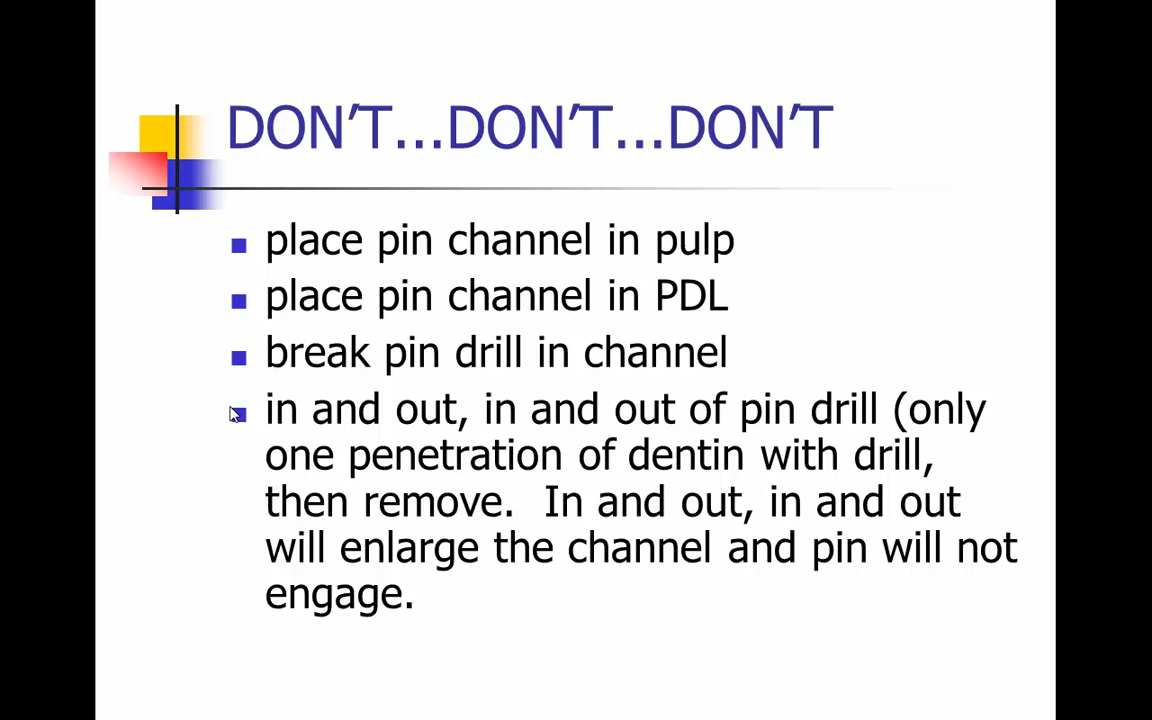 DON'T...DON'T...DON'T
place pin channel in pulp
place pin channel in PDL
break pin drill in channel
in and out, in and out of pin drill (only
one penetration of dentin with drill,
then remove.  In and out, in and out
will enlarge the channel and pin will not
engage.